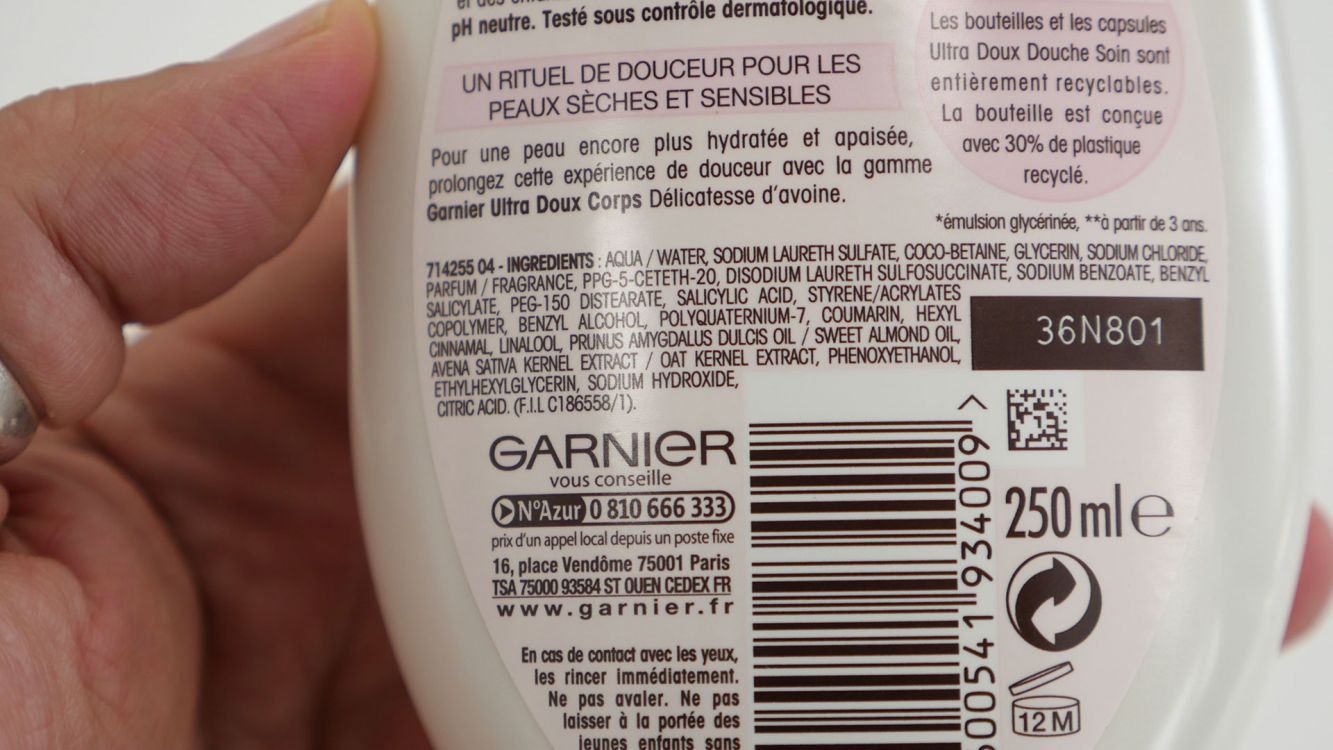 pH neutre. Testé sous contrôle dermatologique.
UN RITUEL DE DOUCEUR POUR LES
PEAUX SÈCHES ET SENSIBLES
Pour une peau encore plus hydratée et apaisée,
prolongez cette expérience de douceur avec la gamme
Garnier Ultra Doux Corps Délicatesse d'avoine.
Les bouteilles et les capsules
Ultra Doux Douche Soin sont
entièrement recyclables.
La bouteille est conçue
avec 30% de plastique
recyclé.
*émulsion glycérinée, **à partir de 3 ans.
714255 04 - INGREDIENTS : AQUA / WATER, SODIUM LAURETH SULFATE, COCO-BETAINE, GLYCERIN, SODIUM CHLORIDE,
PARFUM / FRAGRANCE, PPG-5-CETETH-20, DISODIUM LAURETH SULFOSUCCINATE, SODIUM BENZOATE, BENZYL
SALICYLATE, PEG-150 DISTEARATE, SALICYLIC ACID, STYRENE/ACRYLATES
COPOLYMER, BENZYL ALCOHOL, POLYQUATERNIUM-7, COUMARIN, HEXYL
CINNAMAL, LINALOOL, PRUNUS AMYGDALUS DULCIS OIL / SWEET ALMOND OIL,
AVENA SATIVA KERNEL EXTRACT / OAT KERNEL EXTRACT, PHENOXYETHANOL,
ETHYLHEXYLGLYCERIN, SODIUM HYDROXIDE,
CITRIC ACID. (F.I.L C186558/1).
36N801
GARNIER
vous conseille
N°Azur 0 810 666 333
prix d'un appel local depuis un poste fixe
16, place Vendôme 75001 Paris
TSA 75000 93584 ST OUEN CEDEX FR
www.garnier.fr
En cas de contact avec les yeux,
les rincer immédiatement.
Ne pas avaler. Ne pas
laisser à la portée des
jeunes enfants sans
600541 934009 >
250 ml e
12 M